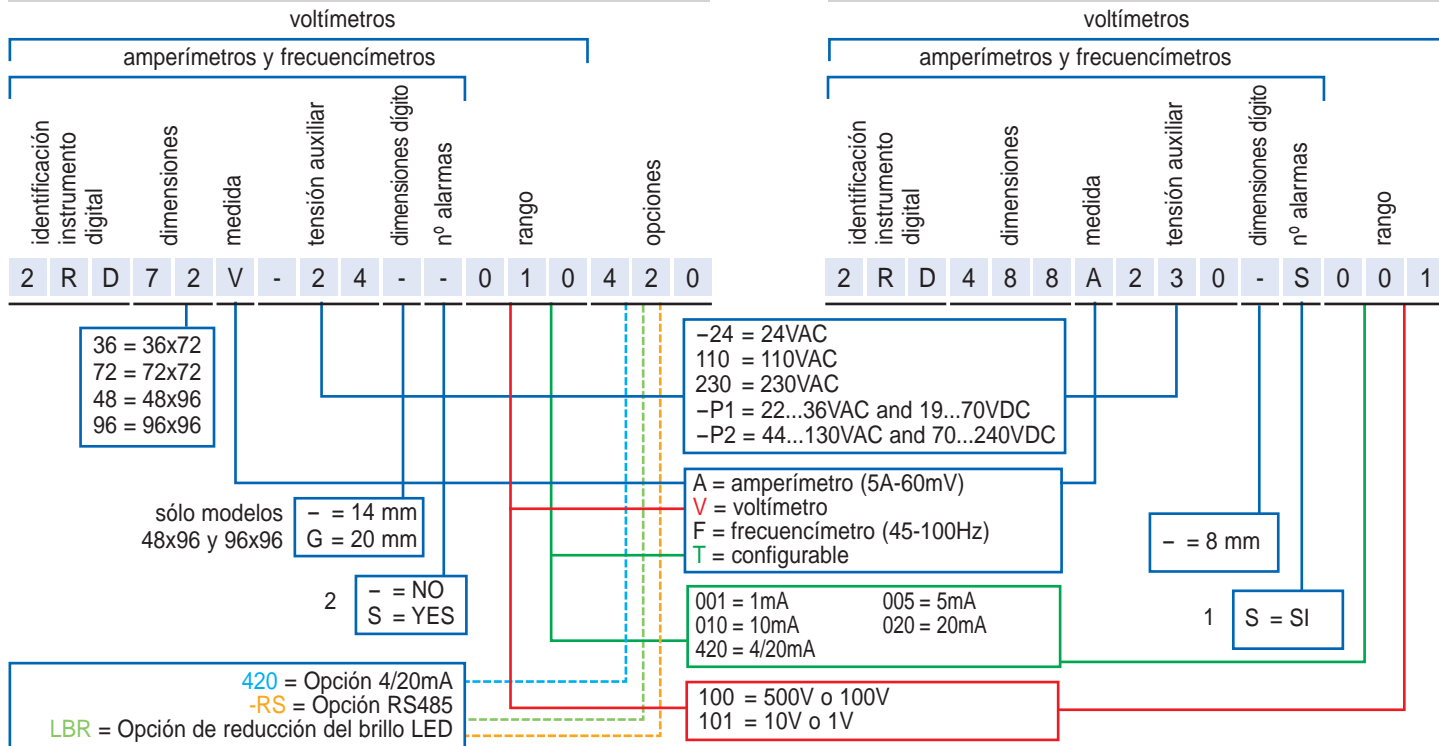 voltímetros
amperímetros y frecuencímetros
identificación
instrumento
digital
dimensiones
medida
tensión auxiliar
dimensiones dígito
nº alarmas
rango
opciones
2 R D 7 2 V - 2 4 - - 0 1 0 4 2 0
voltímetros
amperímetros y frecuencímetros
identificación
instrumento
digital
dimensiones
medida
tensión auxiliar
dimensiones dígito
nº alarmas
rango
2 R D 4 8 8 A 2 3 0 - S 0 0 1
36 = 36x72
72 = 72x72
48 = 48x96
96 = 96x96
–24 = 24VAC
110 = 110VAC
230 = 230VAC
–P1 = 22...36VAC and 19...70VDC
–P2 = 44...130VAC and 70...240VDC
A = amperímetro (5A-60mV)
V = voltímetro
F = frecuencímetro (45-100Hz)
T = configurable
sólo modelos
48x96 y 96x96
– = 14 mm
G = 20 mm
– = 8 mm
2
– = NO
S = YES
001 = 1mA 005 = 5mA
010 = 10mA 020 = 20mA
420 = 4/20mA
1
S = SI
420 = Opción 4/20mA
-RS = Opción RS485
LBR = Opción de reducción del brillo LED
100 = 500V o 100V
101 = 10V o 1V